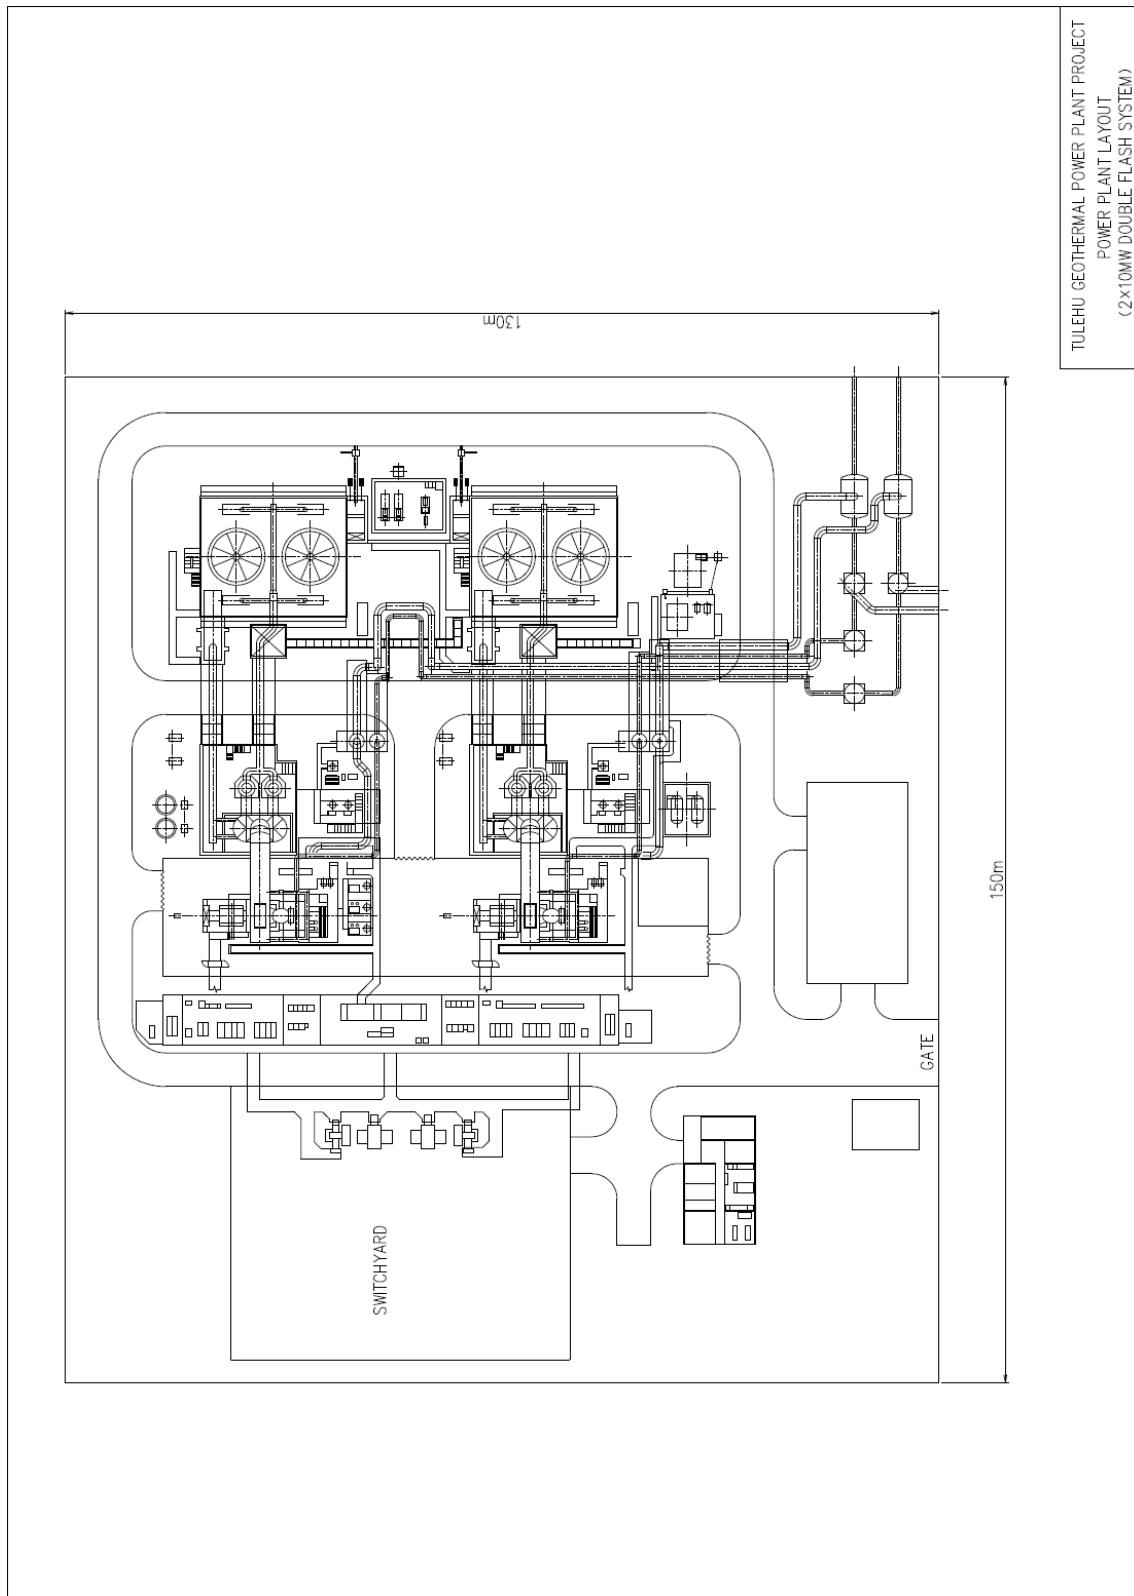 TULEHU GEOTHERMAL POWER PLANT PROJECT
POWER PLANT LAYOUT
(2×10MW DOUBLE FLASH SYSTEM)
130m
150m
GATE
SWITCHYARD